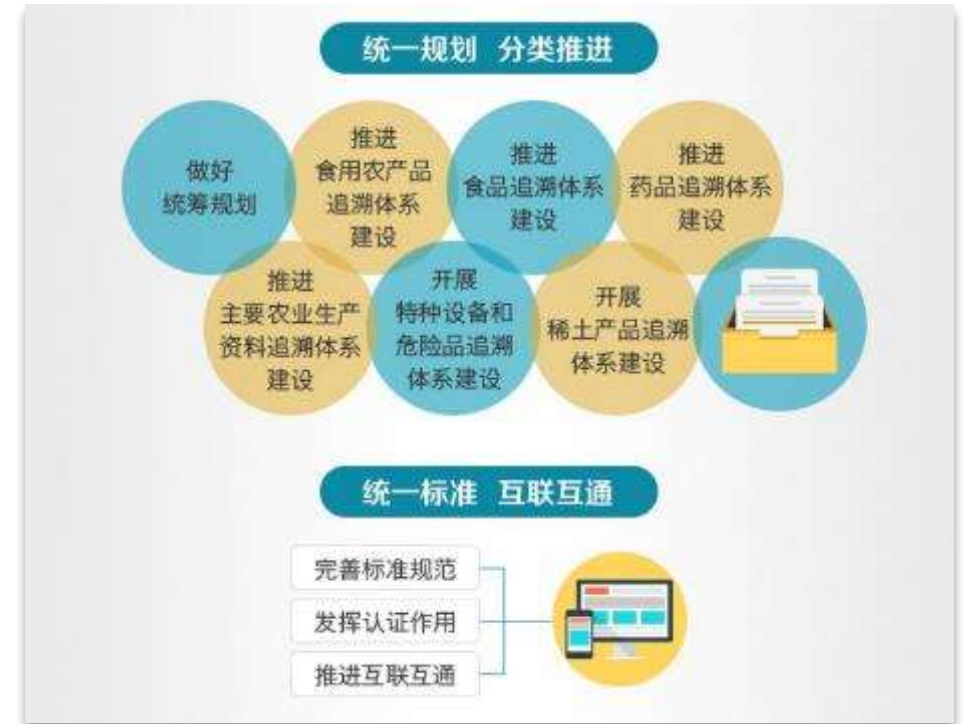 统一规划 分类推进
做好
统筹规划
推进
食用农产品
追溯体系
建设
推进
食品追溯体系
建设
推进
药品追溯体系
建设
推进
主要农业生产
资料追溯体系
建设
开展
特种设备和
危险品追溯
体系建设
开展
稀土产品追溯
体系建设
统一标准 互联互通
完善标准规范
发挥认证作用
推进互联互通